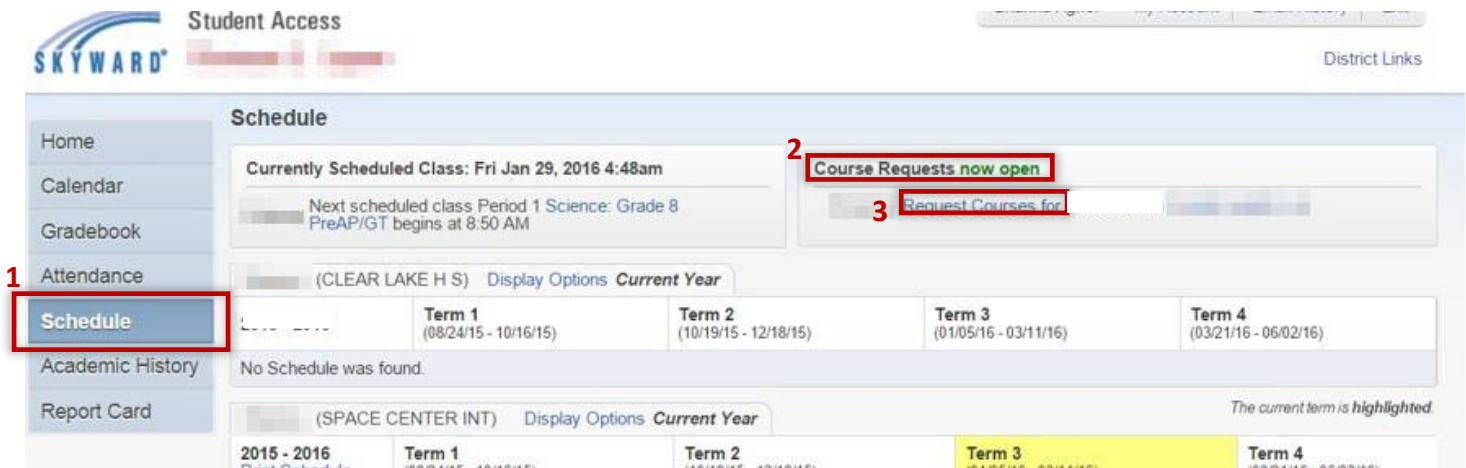 Student Access
SKYWARD®
District Links
Home
Calendar
Gradebook
Attendance
1
Schedule
Academic History
Report Card
Schedule
Currently Scheduled Class: Fri Jan 29, 2016 4:48am
Next scheduled class Period 1 Science: Grade 8
PreAP/GT begins at 8:50 AM
2
Course Requests now open
3
Request Courses for
(CLEAR LAKE H S) Display Options Current Year
Term 1
(08/24/15 - 10/16/15)
Term 2
(10/19/15 - 12/18/15)
Term 3
(01/05/16 - 03/11/16)
Term 4
(03/21/16 - 06/02/16)
No Schedule was found.
The current term is highlighted.
(SPACE CENTER INT) Display Options Current Year
2015 - 2016
Term 1
Term 2
Term 3
Term 4